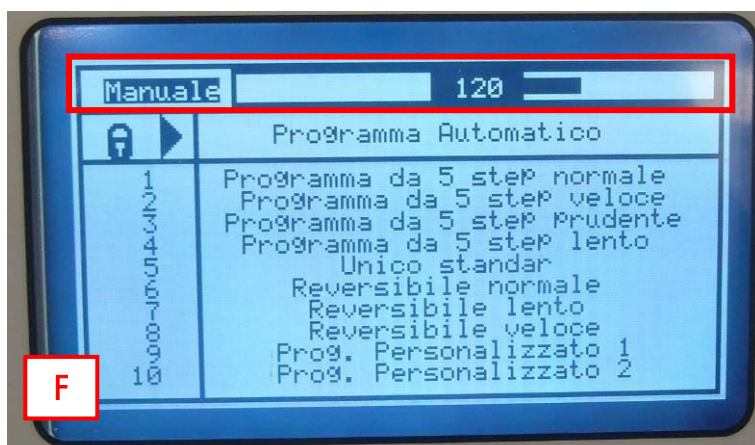 Manuale 120
Programma Automatico
1 Programma da 5 step normale
2 Programma da 5 step veloce
3 Programma da 5 step prudente
4 Programma da 5 step lento
5 Unico standar
6 Reversibile normale
7 Reversibile lento
8 Reversibile veloce
9 Prog. Personalizzato 1
10 Prog. Personalizzato 2
F